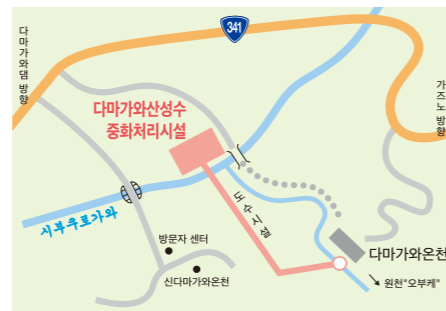 다마가와댐 방향
341
가즈노 방향
다마가와산성수
중화처리시설
시부쿠로가와
도수시설
방문자 센터
신다마가와온천
다마가와온천
원천"오부케"